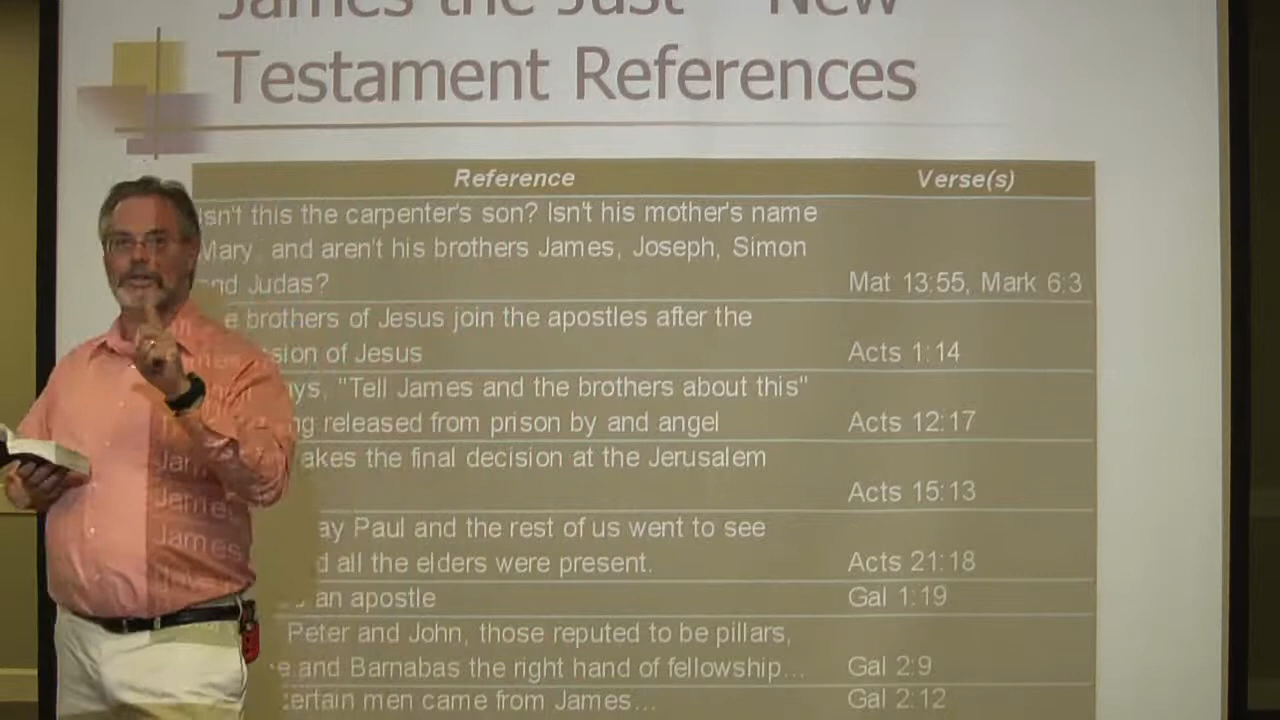 James the Just – New
Testament References
Reference Verse(s)
Isn't this the carpenter's son? Isn't his mother's name
Mary, and aren't his brothers James, Joseph, Simon
and Judas? Mat 13:55, Mark 6:3
brothers of Jesus join the apostles after the
of Jesus Acts 1:14
"Tell James and the brothers about this"
released from prison by and angel Acts 12:17
the final decision at the Jerusalem
Acts 15:13
Paul and the rest of us went to see
all the elders were present. Acts 21:18
an apostle Gal 1:19
Peter and John, those reputed to be pillars,
and Barnabas the right hand of fellowship... Gal 2:9
men came from James... Gal 2:12